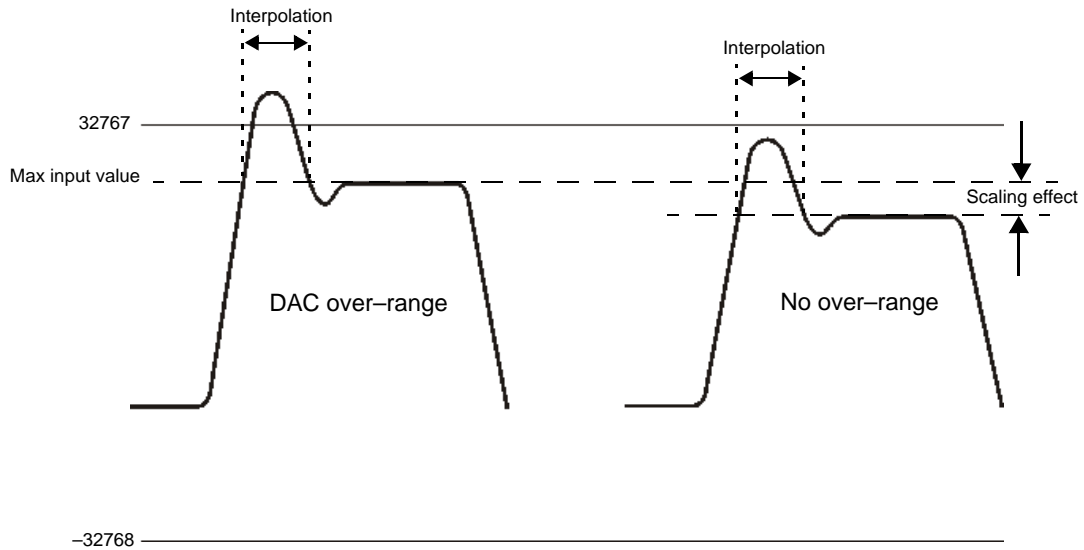 Interpolation
Interpolation
32767
Max input value
Scaling effect
DAC over–range
No over–range
–32768